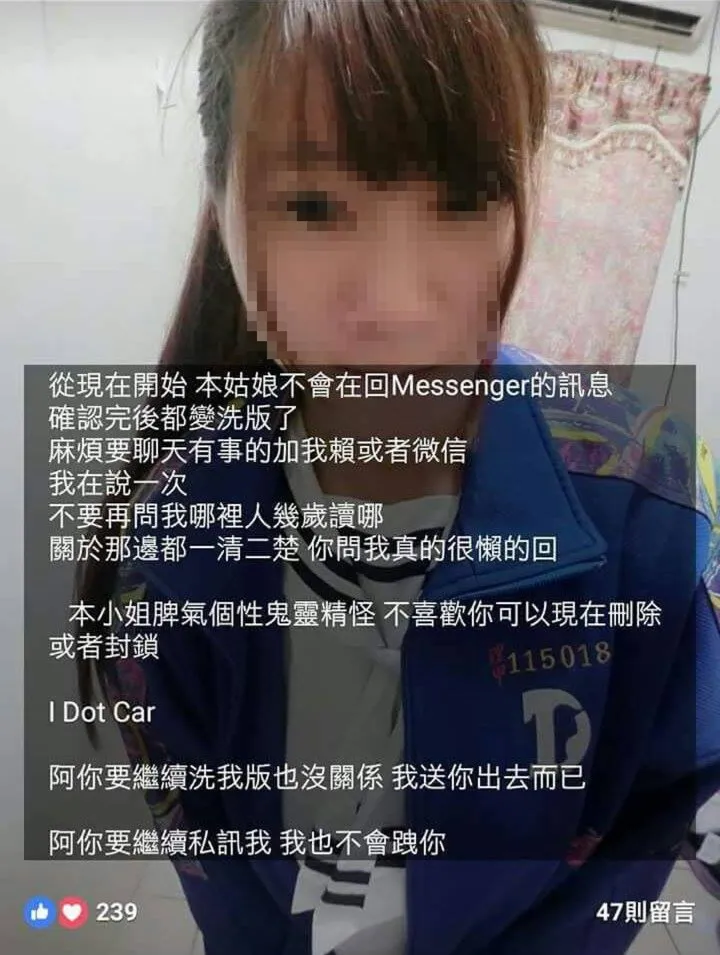 從現在開始 本姑娘不會在回Messenger的訊息
確認完後都變洗版了
麻煩要聊天有事的加我賴或者微信
我在說一次
不要再問我哪裡人幾歲讀哪
關於那邊都一清二楚 你問我真的很懶的回
本小姐脾氣個性鬼靈精怪 不喜歡你可以現在刪除
或者封鎖
115018
I Dot Car
阿你要繼續洗我版也沒關係 我送你出去而已
阿你要繼續私訊我 我也不會跩你
239
47則留言